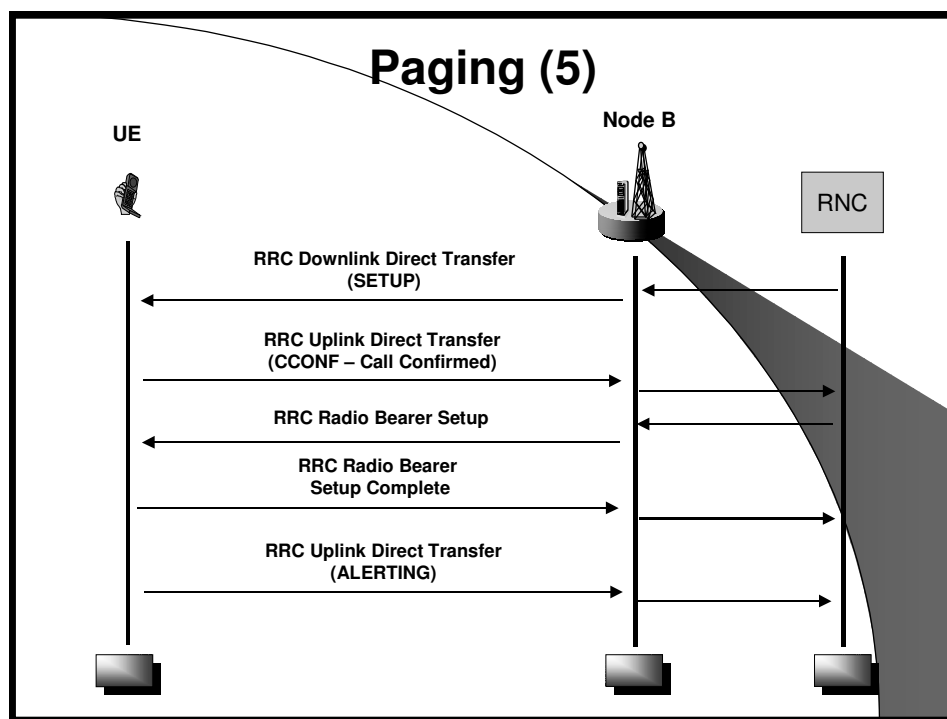 Paging (5)
Node B
UE
RNC
RRC Downlink Direct Transfer
(SETUP)
RRC Uplink Direct Transfer
(CCONF – Call Confirmed)
RRC Radio Bearer Setup
RRC Radio Bearer
Setup Complete
RRC Uplink Direct Transfer
(ALERTING)